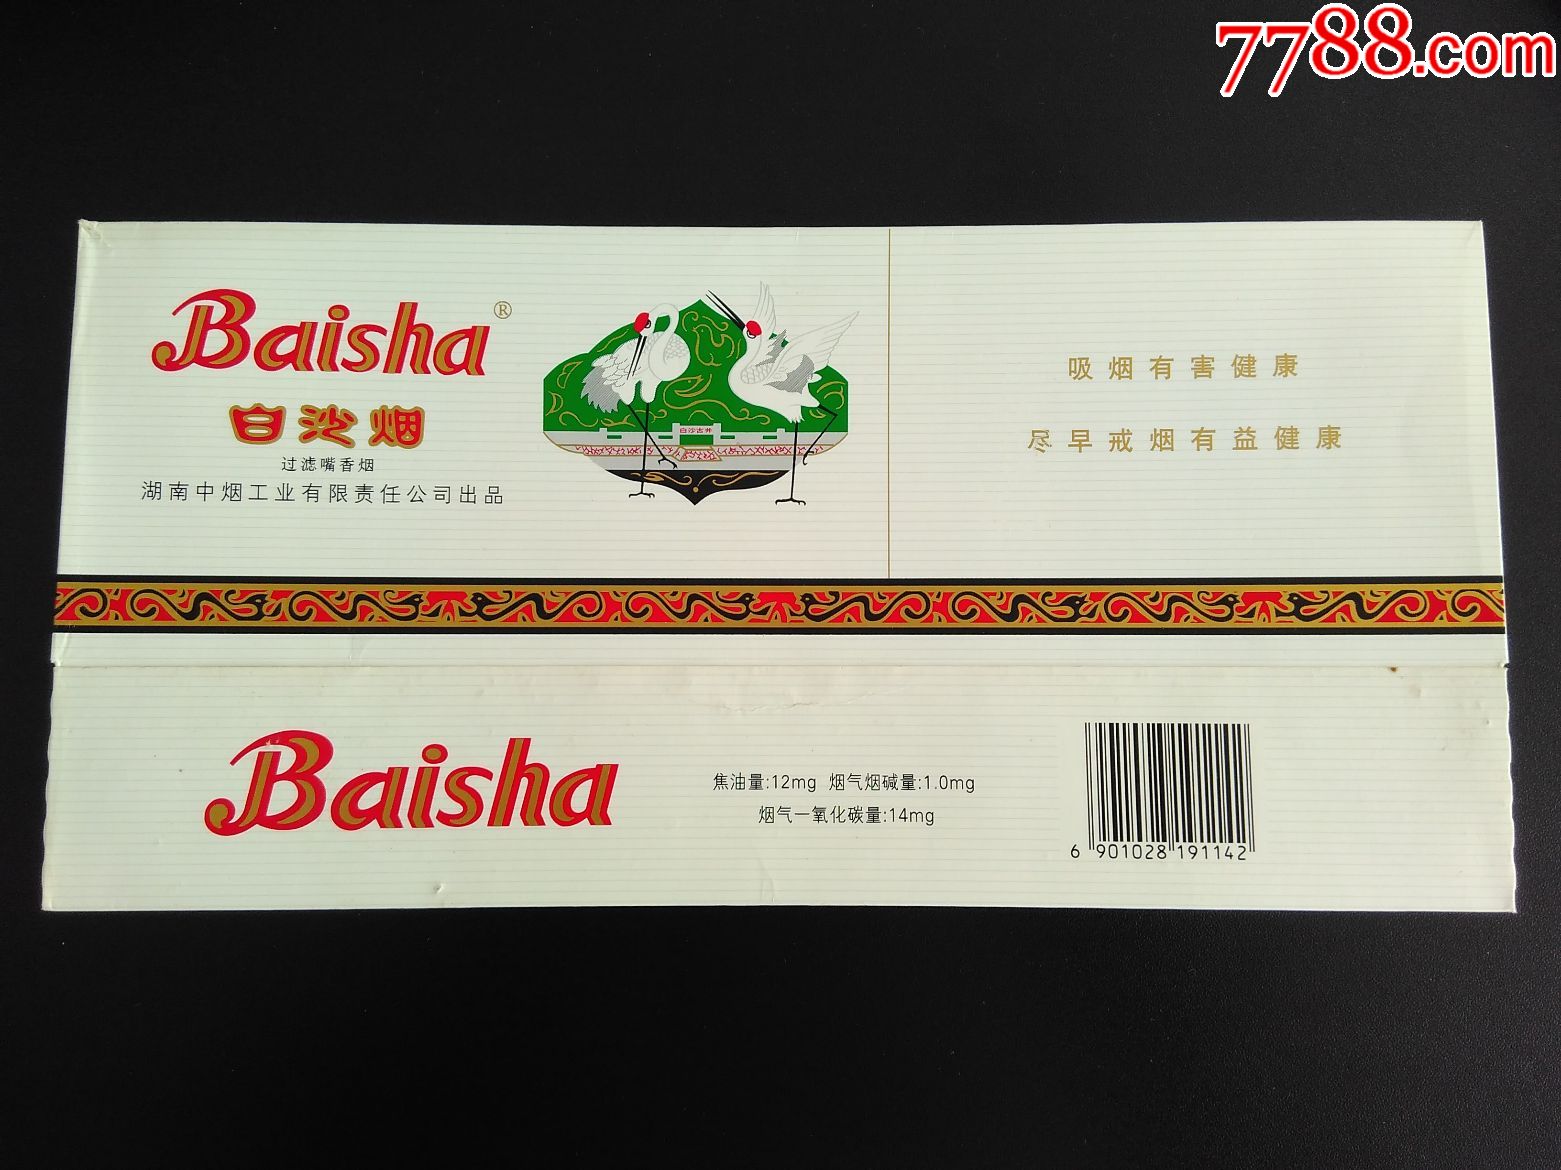 7788.com
Baisha®
白沙烟
过滤嘴香烟
湖南中烟工业有限责任公司出品
白沙古井
吸烟有害健康
尽早戒烟有益健康
Baisha
焦油量:12mg 烟气烟碱量:1.0mg
烟气一氧化碳量:14mg
6 901028 191142